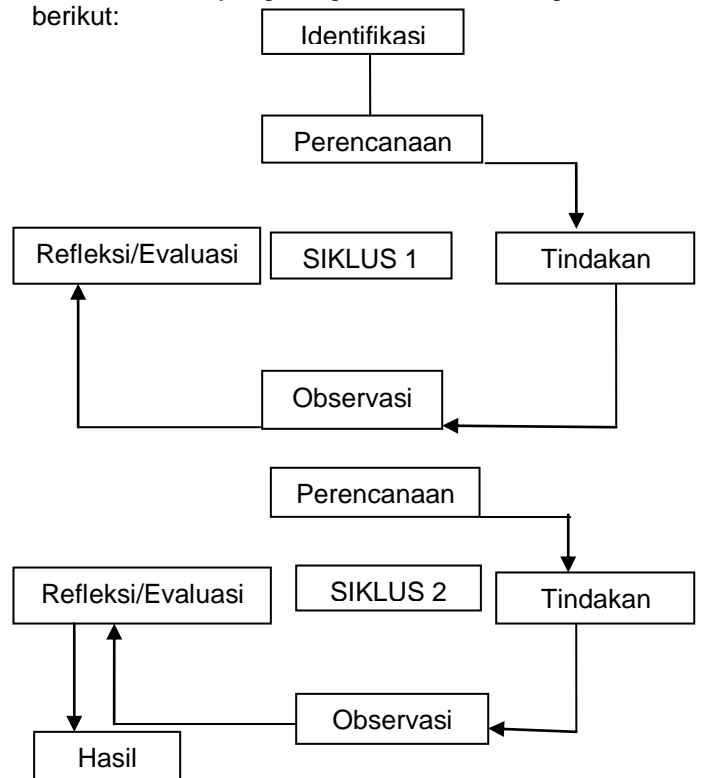 berikut:
Identifikasi
Perencanaan
Refleksi/Evaluasi
SIKLUS 1
Tindakan
Observasi
Perencanaan
Refleksi/Evaluasi
SIKLUS 2
Tindakan
Observasi
Hasil